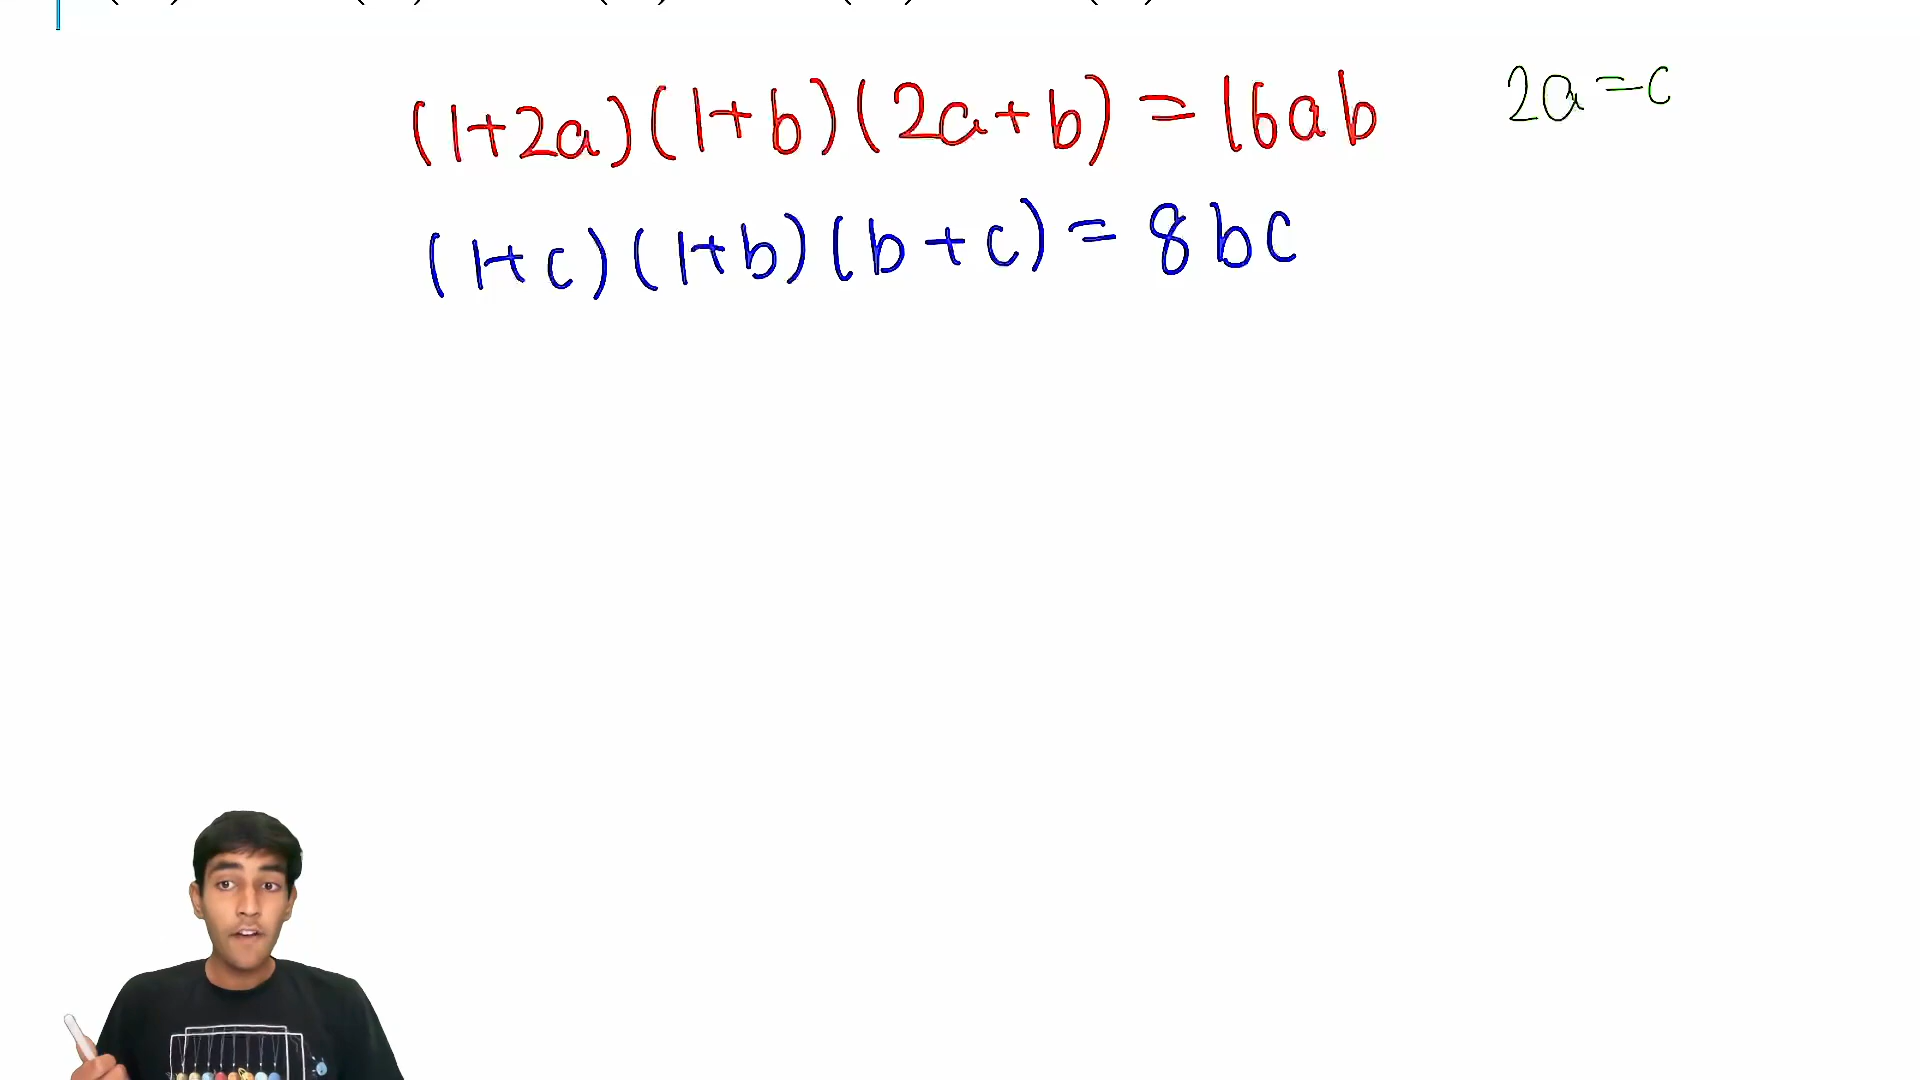 (1+2a)(1+b)(2a+b) = 16ab
2a = c
(1+c)(1+b)(b+c) = 8bc